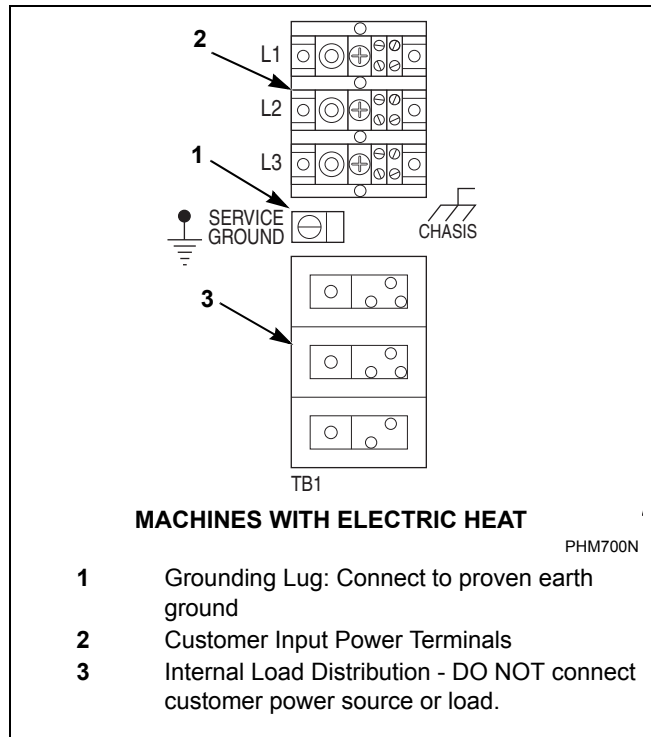 2
L1
L2
L3
1
SERVICE
GROUND
CHASIS
3
TB1
MACHINES WITH ELECTRIC HEAT
PHM700N
1 Grounding Lug: Connect to proven earth
ground
2 Customer Input Power Terminals
3 Internal Load Distribution - DO NOT connect
customer power source or load.